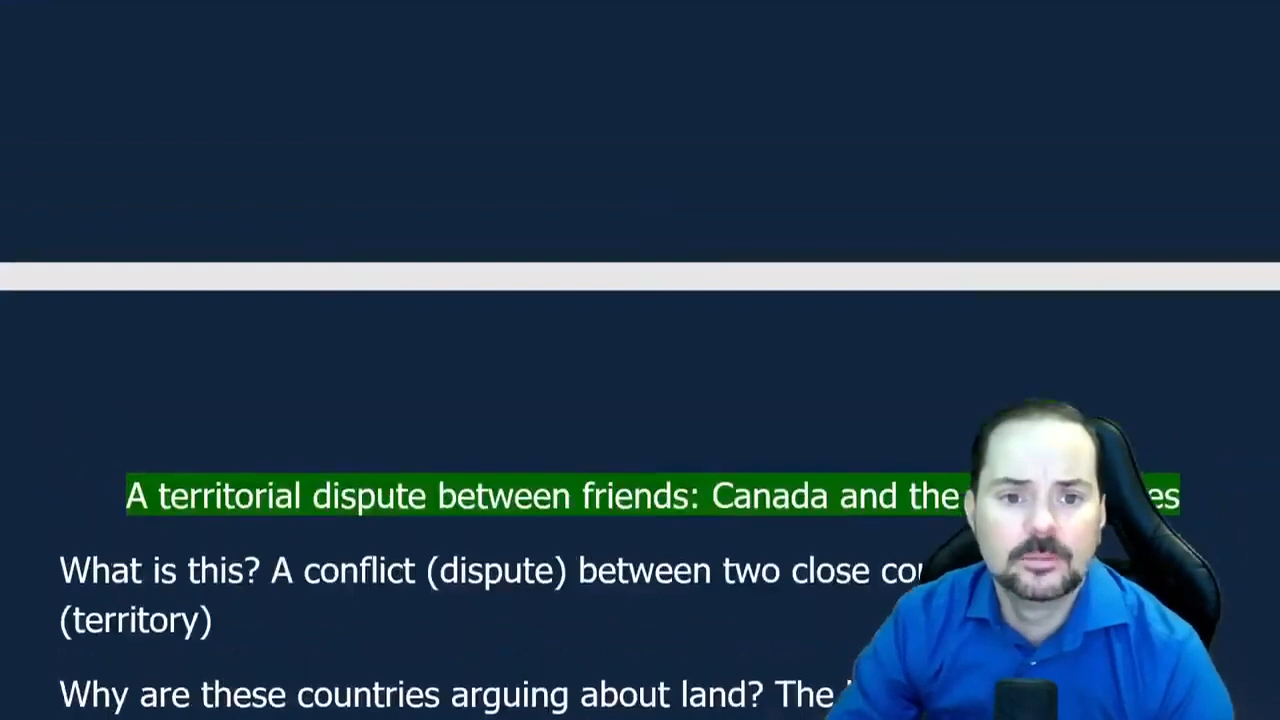 A territorial dispute between friends: Canada and the
What is this? A conflict (dispute) between two close
(territory)
Why are these countries arguing about land? The